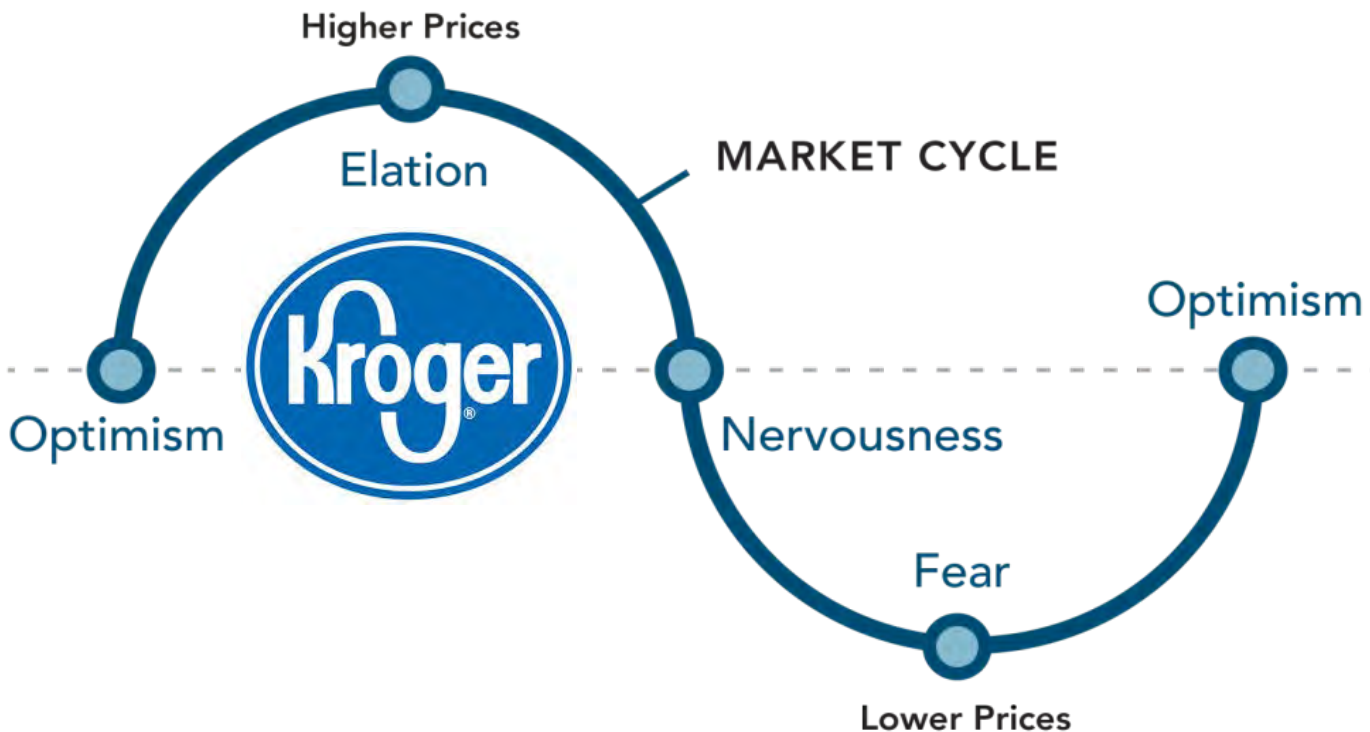 Higher Prices
Elation
MARKET CYCLE
Optimism
Kroger®
Optimism
Nervousness
Fear
Lower Prices